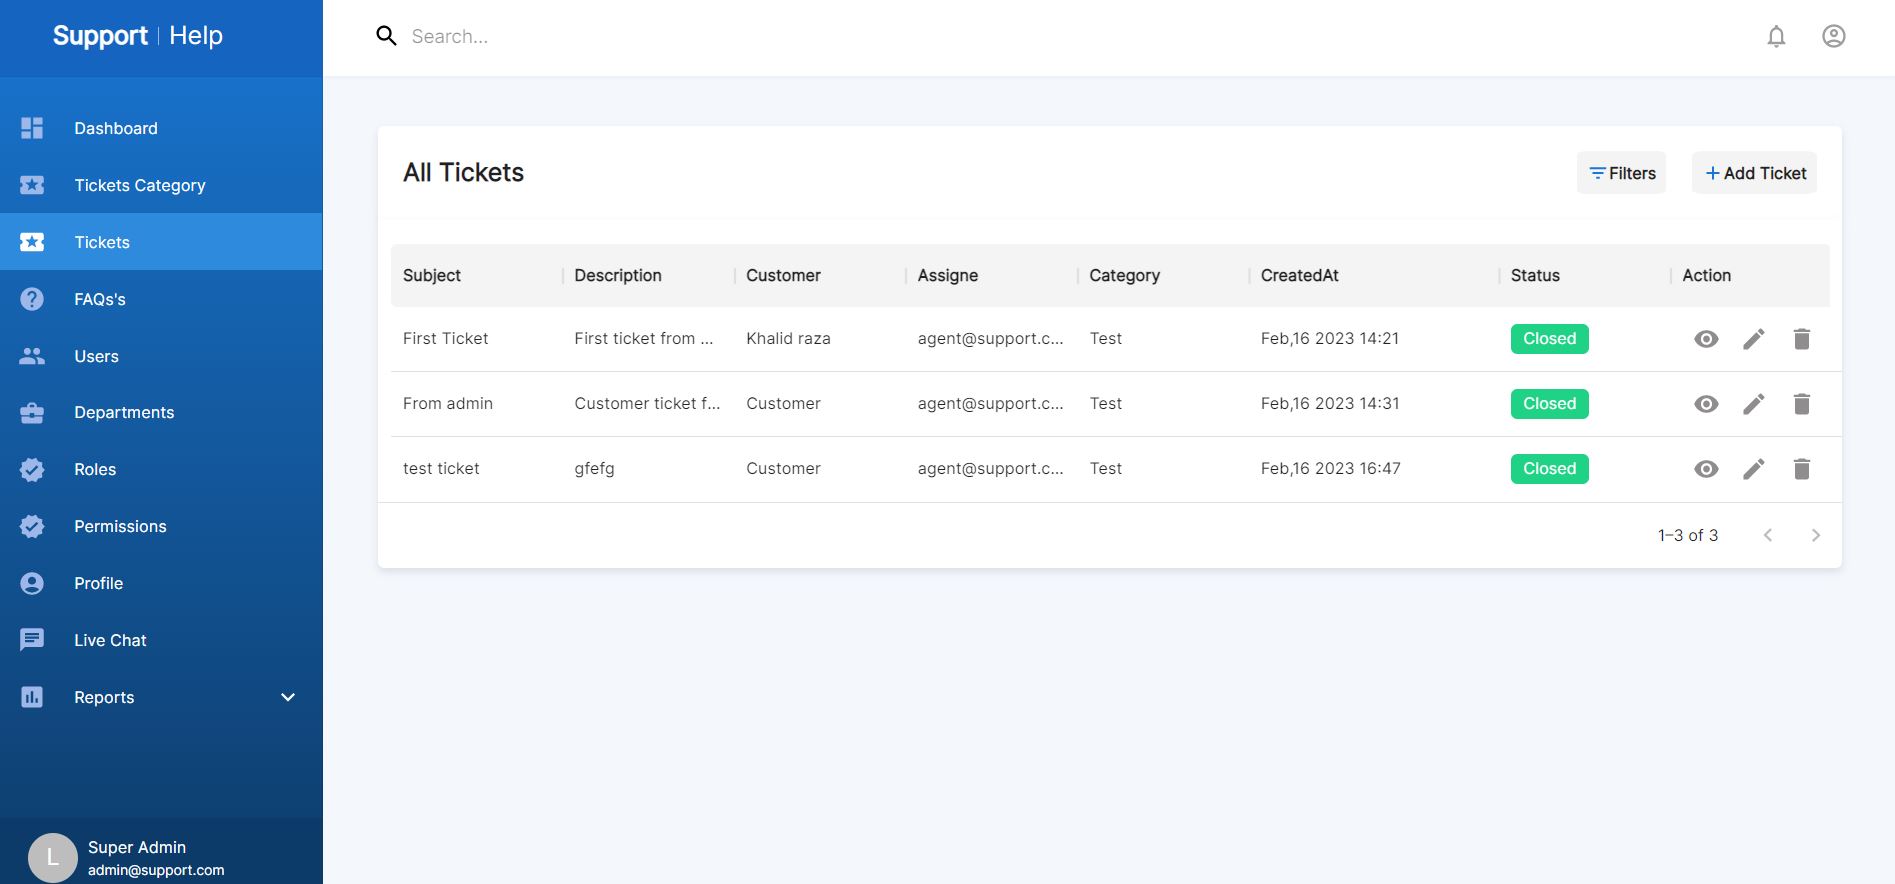 Support | Help
Search...
Dashboard
Tickets Category
Tickets
FAQs's
Users
Departments
Roles
Permissions
Profile
Live Chat
Reports
L
Super Admin
admin@support.com
All Tickets
Filters
Add Ticket
Subject Description Customer Assigne Category CreatedAt Status Action
First Ticket First ticket from ... Khalid raza agent@support.c... Test Feb,16 2023 14:21 Closed
From admin Customer ticket f... Customer agent@support.c... Test Feb,16 2023 14:31 Closed
test ticket gfefg Customer agent@support.c... Test Feb,16 2023 16:47 Closed
1–3 of 3